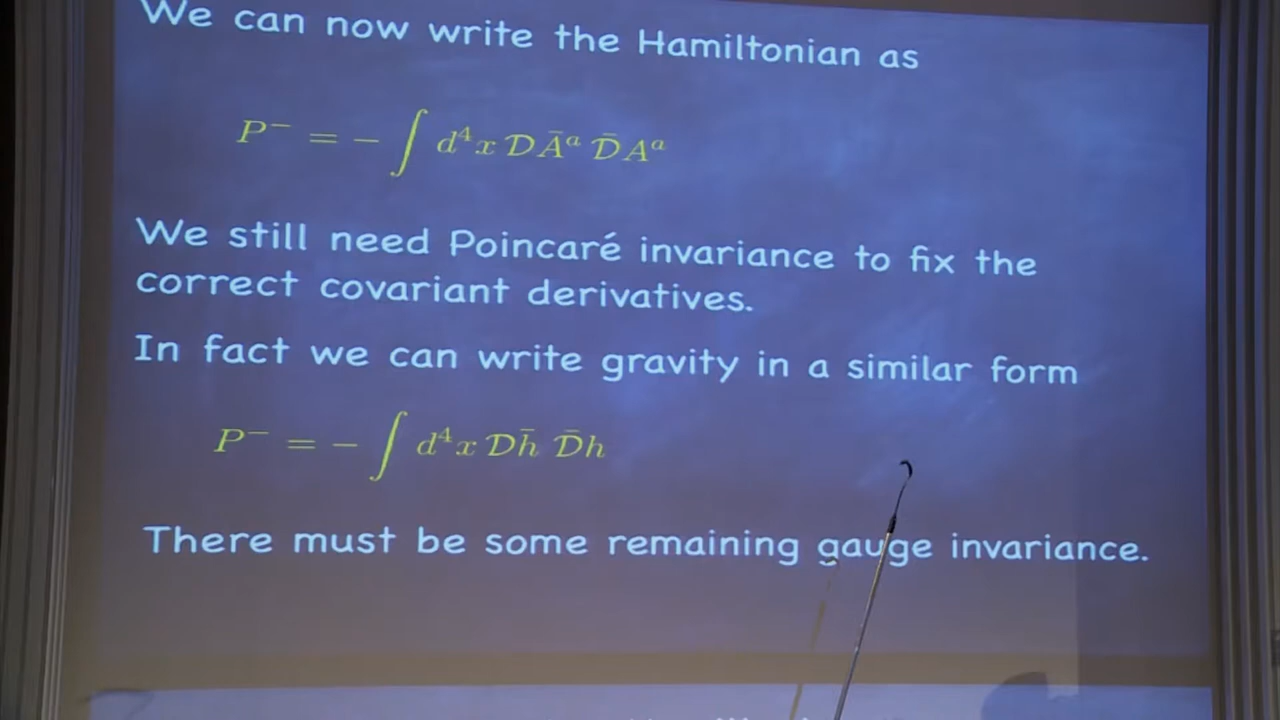 We can now write the Hamiltonian as
P⁻ = − ∫ d⁴x 𝒟Āᵃ 𝒟̄Aᵃ
We still need Poincaré invariance to fix the
correct covariant derivatives.
In fact we can write gravity in a similar form
P⁻ = − ∫ d⁴x 𝒟h̄ 𝒟̄h
There must be some remaining gauge invariance.